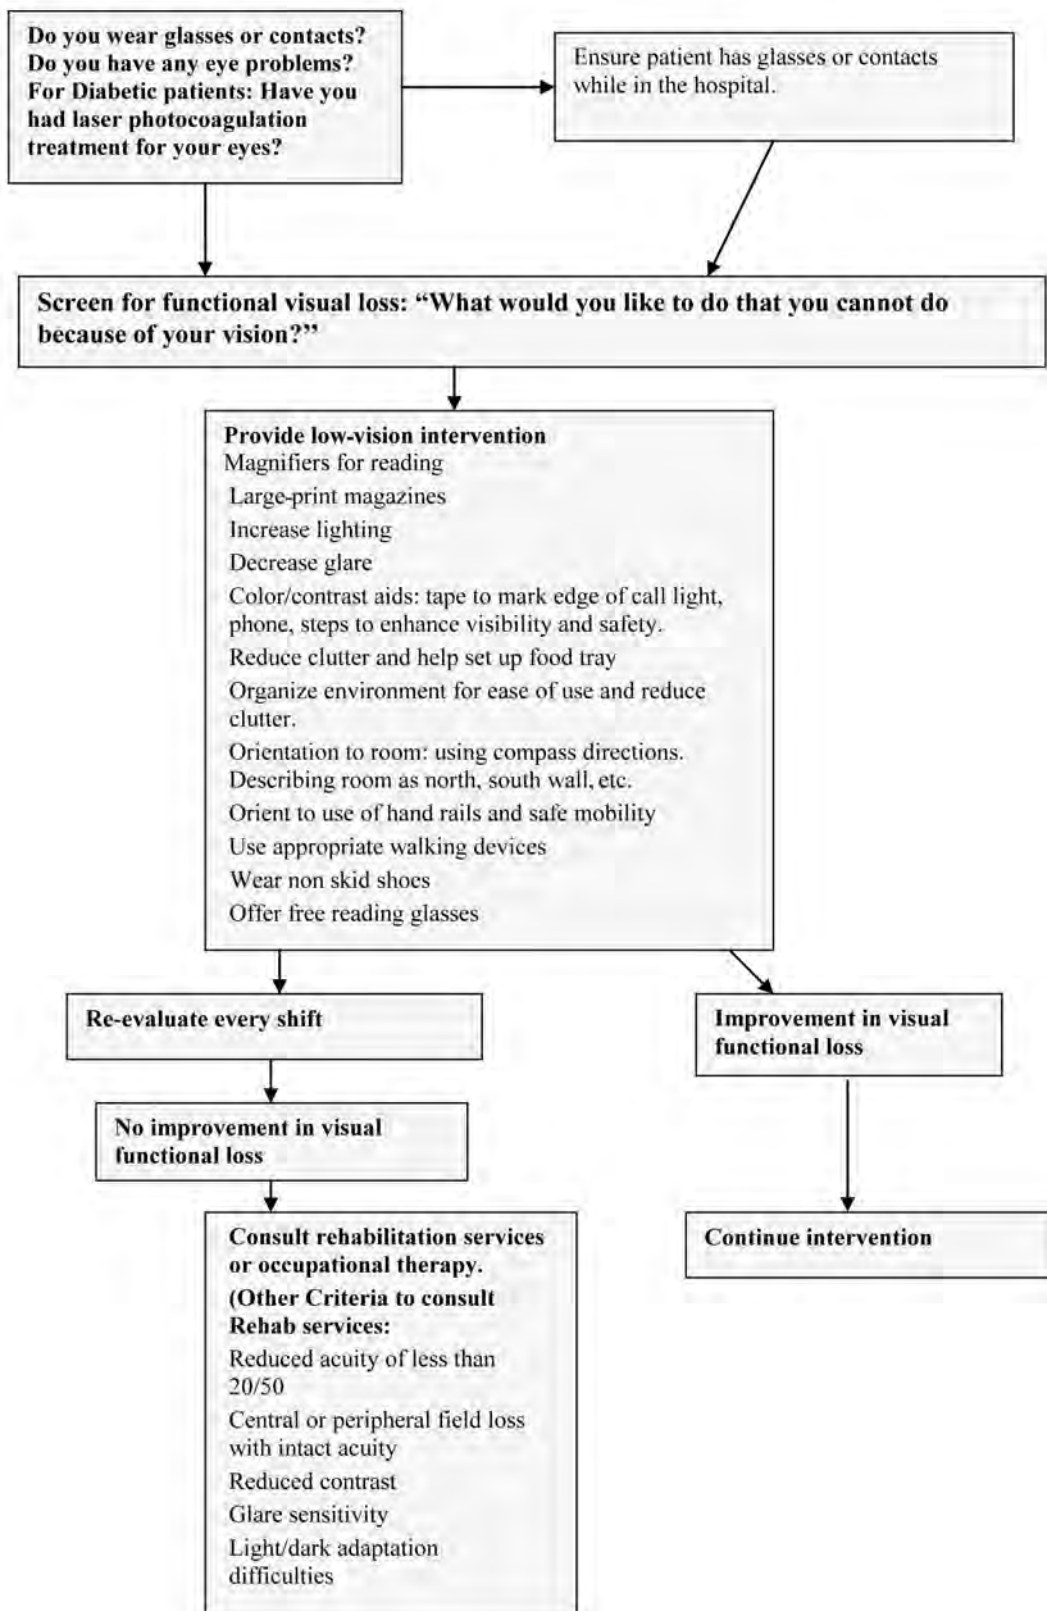 Do you wear glasses or contacts?
Do you have any eye problems?
For Diabetic patients: Have you
had laser photocoagulation
treatment for your eyes?
Ensure patient has glasses or contacts
while in the hospital.
Screen for functional visual loss: “What would you like to do that you cannot do
because of your vision?”
Provide low-vision intervention
Magnifiers for reading
Large-print magazines
Increase lighting
Decrease glare
Color/contrast aids: tape to mark edge of call light,
phone, steps to enhance visibility and safety.
Reduce clutter and help set up food tray
Organize environment for ease of use and reduce
clutter.
Orientation to room: using compass directions.
Describing room as north, south wall, etc.
Orient to use of hand rails and safe mobility
Use appropriate walking devices
Wear non skid shoes
Offer free reading glasses
Re-evaluate every shift
No improvement in visual
functional loss
Consult rehabilitation services
or occupational therapy.
(Other Criteria to consult
Rehab services:
Reduced acuity of less than
20/50
Central or peripheral field loss
with intact acuity
Reduced contrast
Glare sensitivity
Light/dark adaptation
difficulties
Improvement in visual
functional loss
Continue intervention